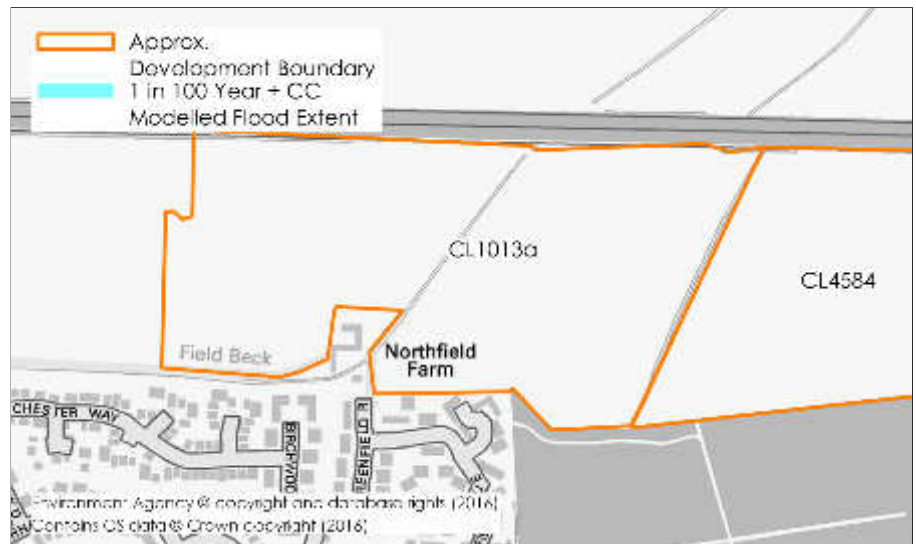 Approx.
Development Boundary
1 in 100 Year + CC
Modelled Flood Extent
CL1013a
CL4584
Field Beck
Northfield
Farm
CHESTER WAY
nvironment Agency © copyright and database rights (2016)
Contains OS data © Crown copyright (2016)